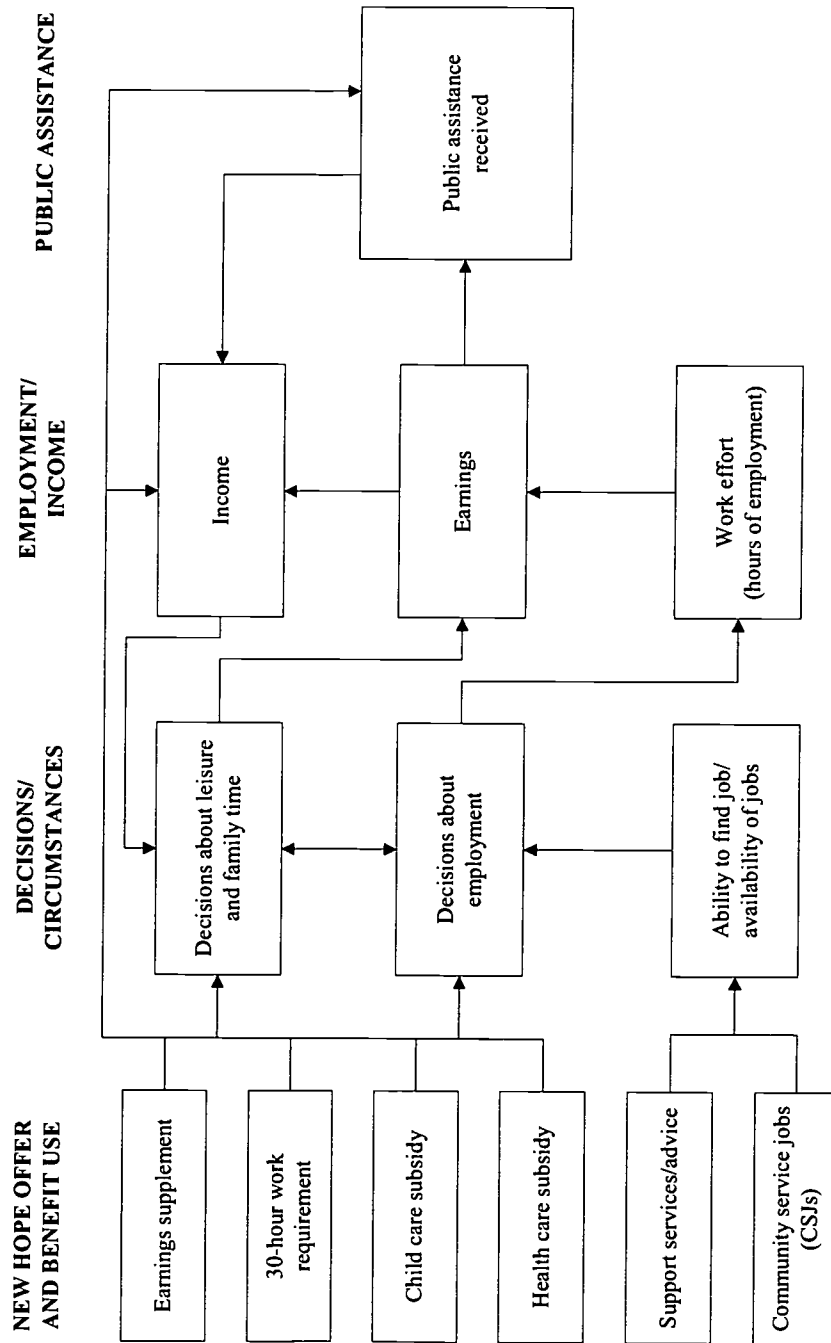 NEW HOPE OFFER
AND BENEFIT USE
DECISIONS/
CIRCUMSTANCES
EMPLOYMENT/
INCOME
PUBLIC ASSISTANCE
Earnings supplement
30-hour work
requirement
Child care subsidy
Health care subsidy
Support services/advice
Community service jobs
(CSJs)
Decisions about leisure
and family time
Decisions about
employment
Ability to find job/
availability of jobs
Income
Earnings
Work effort
(hours of employment)
Public assistance
received